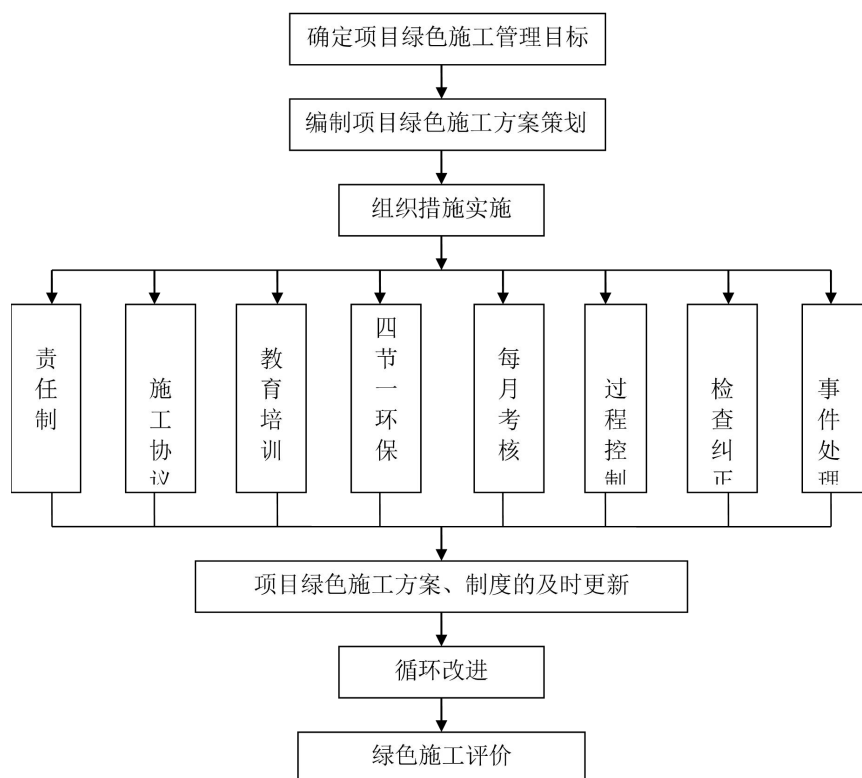 确定项目绿色施工管理目标
编制项目绿色施工方案策划
组织措施实施
责任制
施工协议
教育培训
四节一环保
每月考核
过程控制
检查纠正
事件处理
项目绿色施工方案、制度的及时更新
循环改进
绿色施工评价